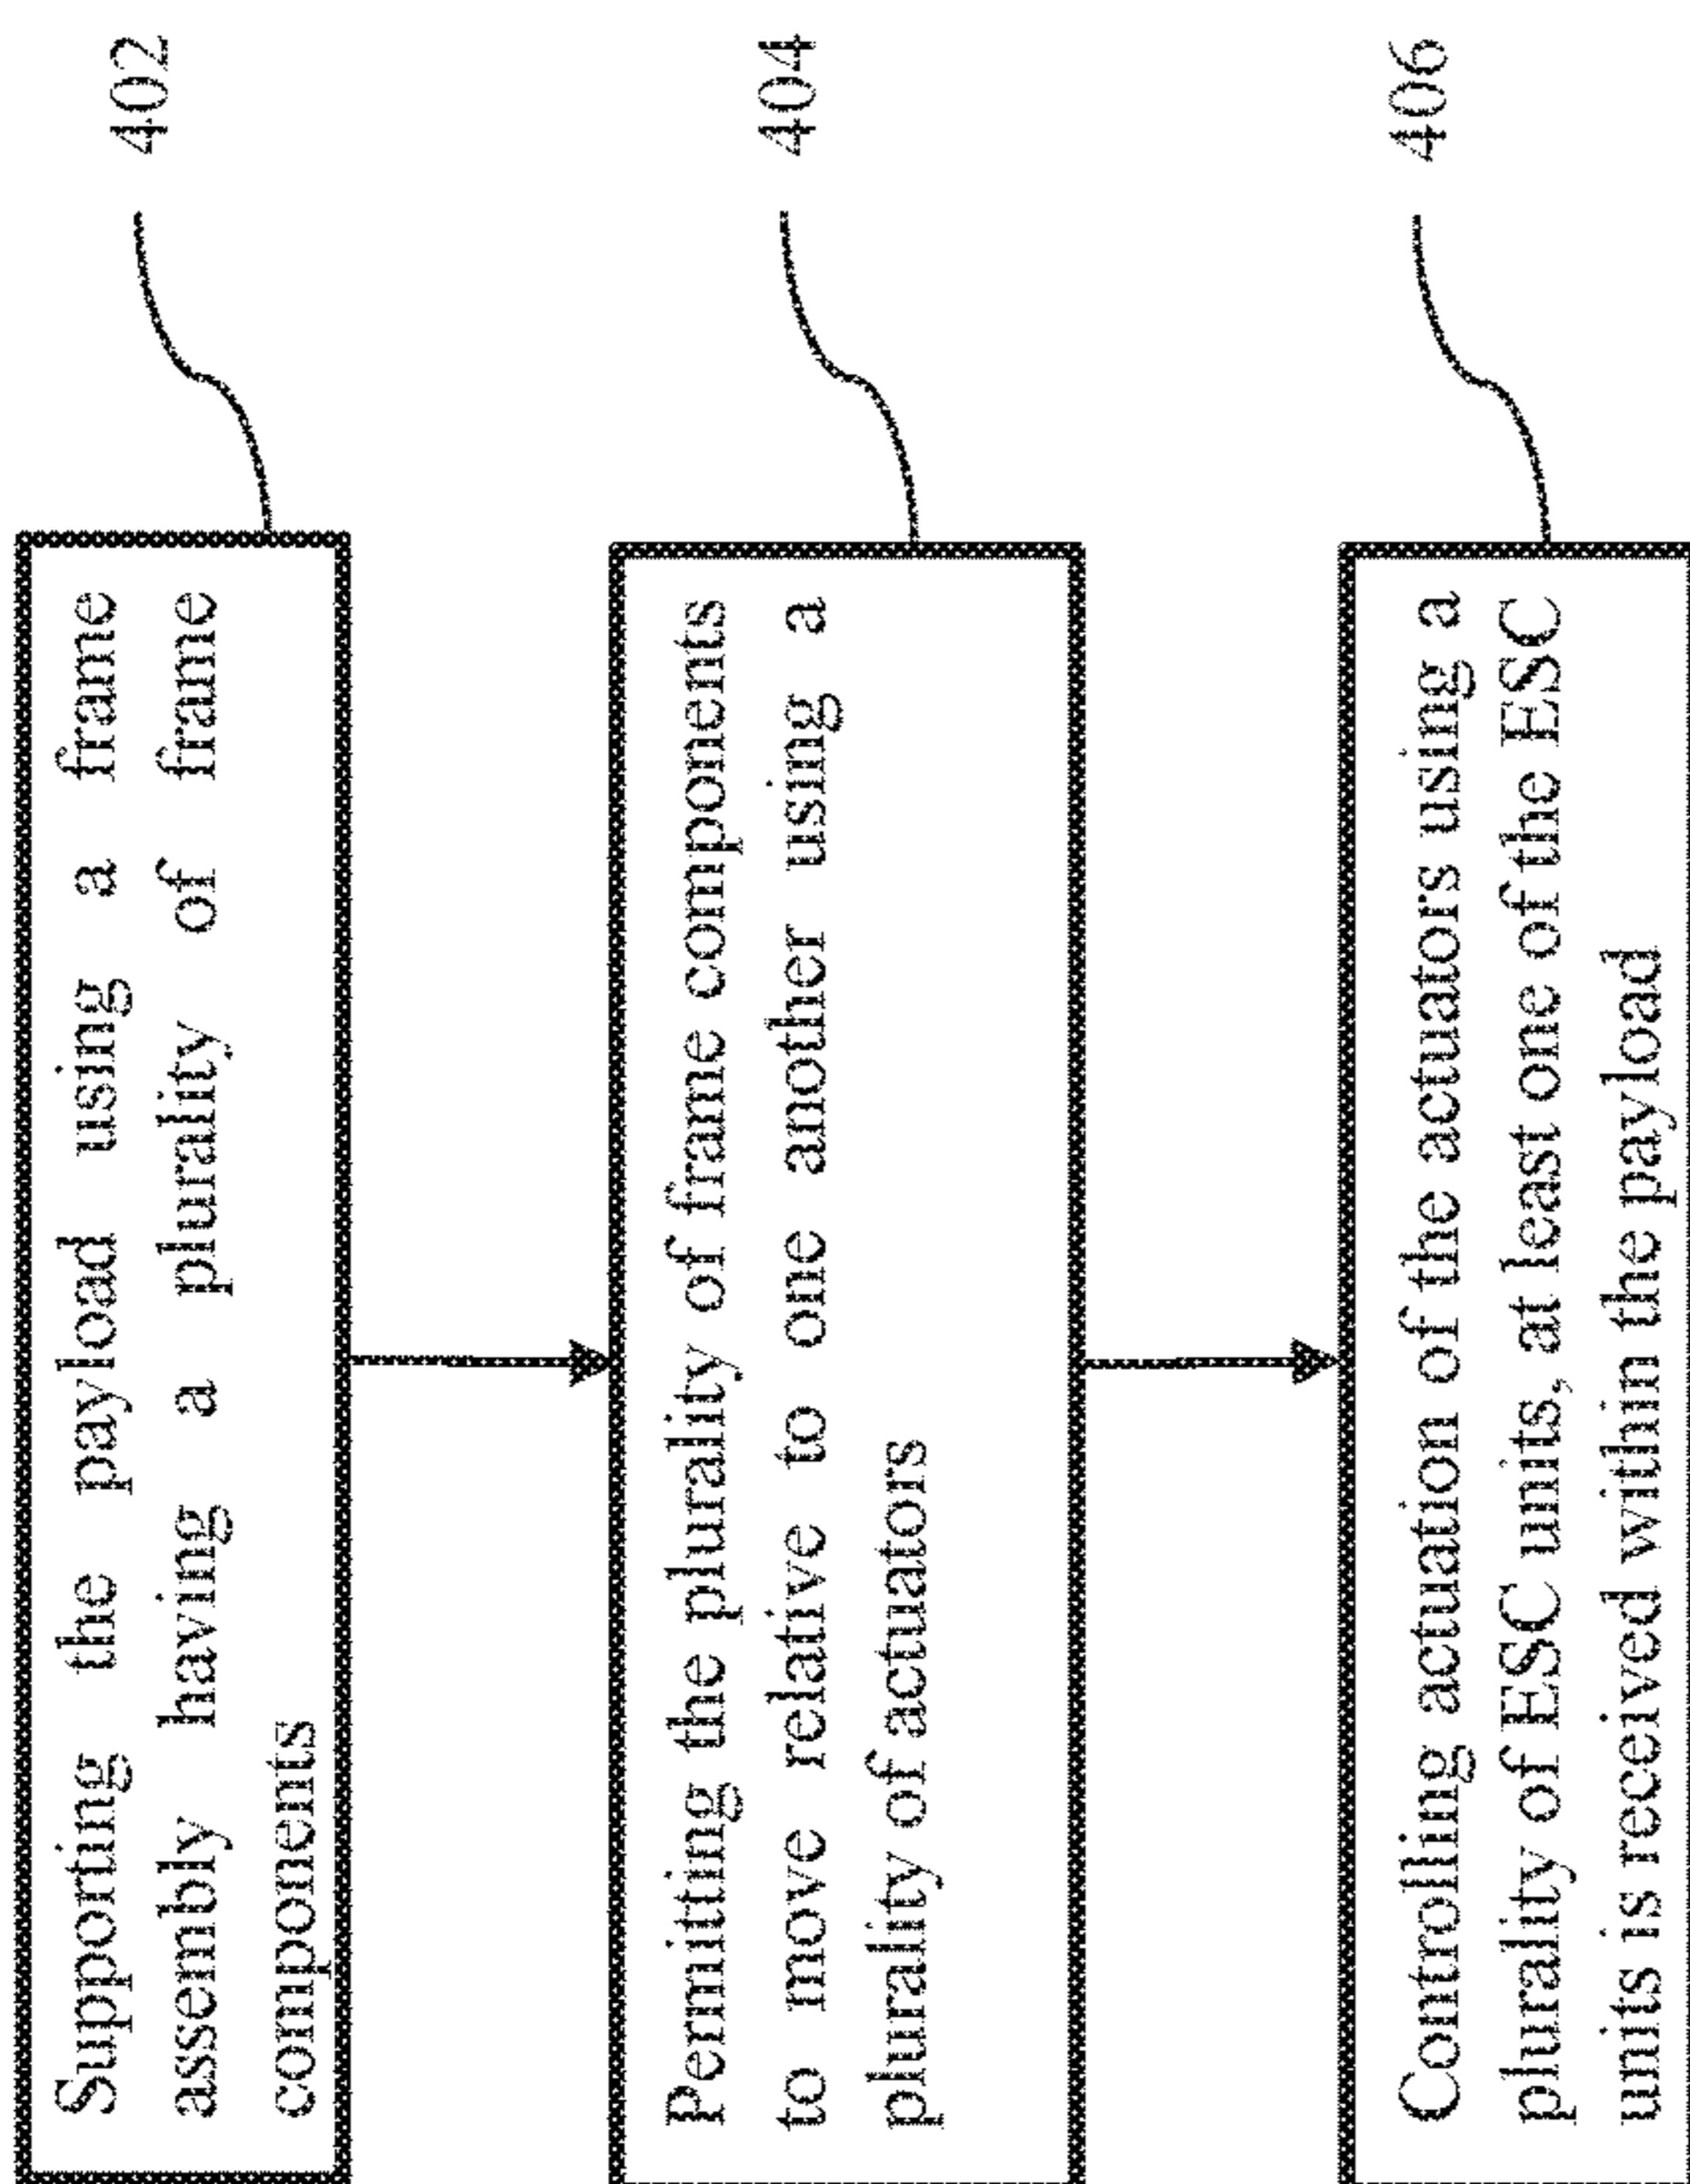 Supporting the payload using a frame
assembly having a plurality of frame
components
402
Permitting the plurality of frame components
to move relative to one another using a
plurality of actuators
404
Controlling actuation of the actuators using a
plurality of ESC units, at least one of the ESC
units is received within the payload
406